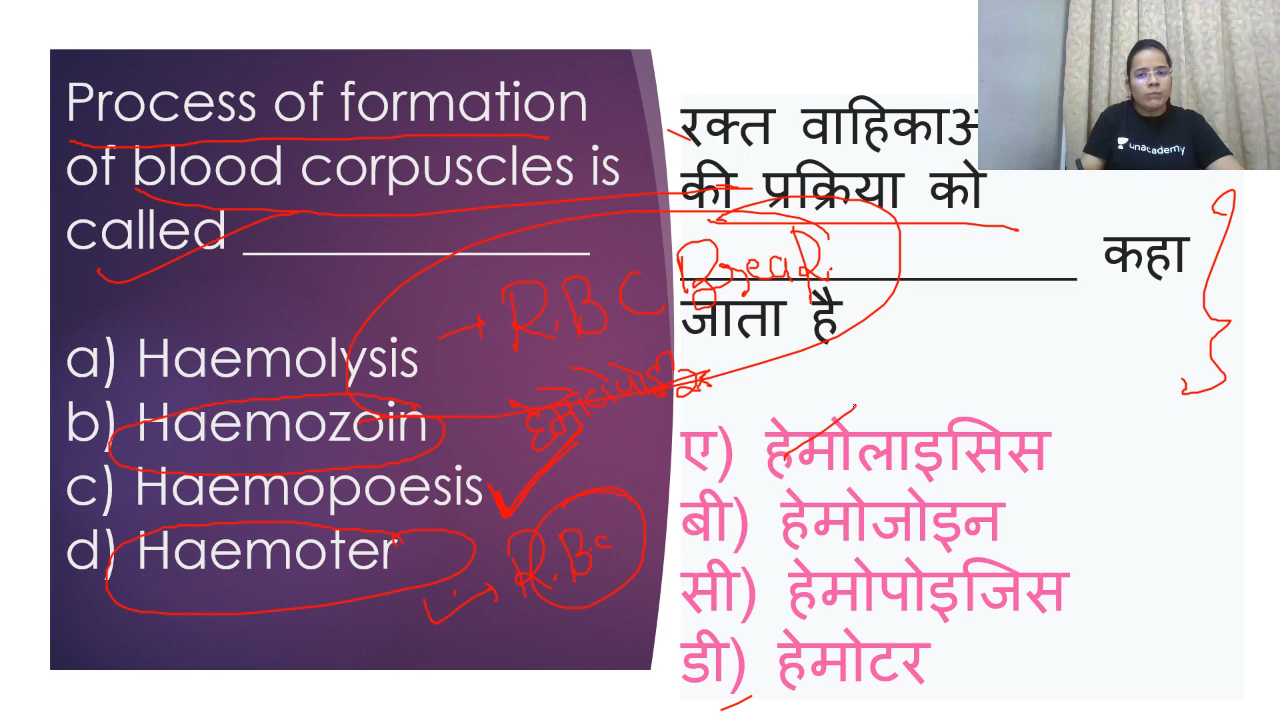 Process of formation
of blood corpuscles is
called ______________
a) Haemolysis
b) Haemozoin
c) Haemopoesis
d) Haemoter
→ R.B.C Break
→ R.B.C
रक्त वाहिकाओं
की प्रक्रिया को
______________ कहा
जाता है
ए) हेमोलाइसिस
बी) हेमोजोइन
सी) हेमोपोइजिस
डी) हेमोटर
unacademy